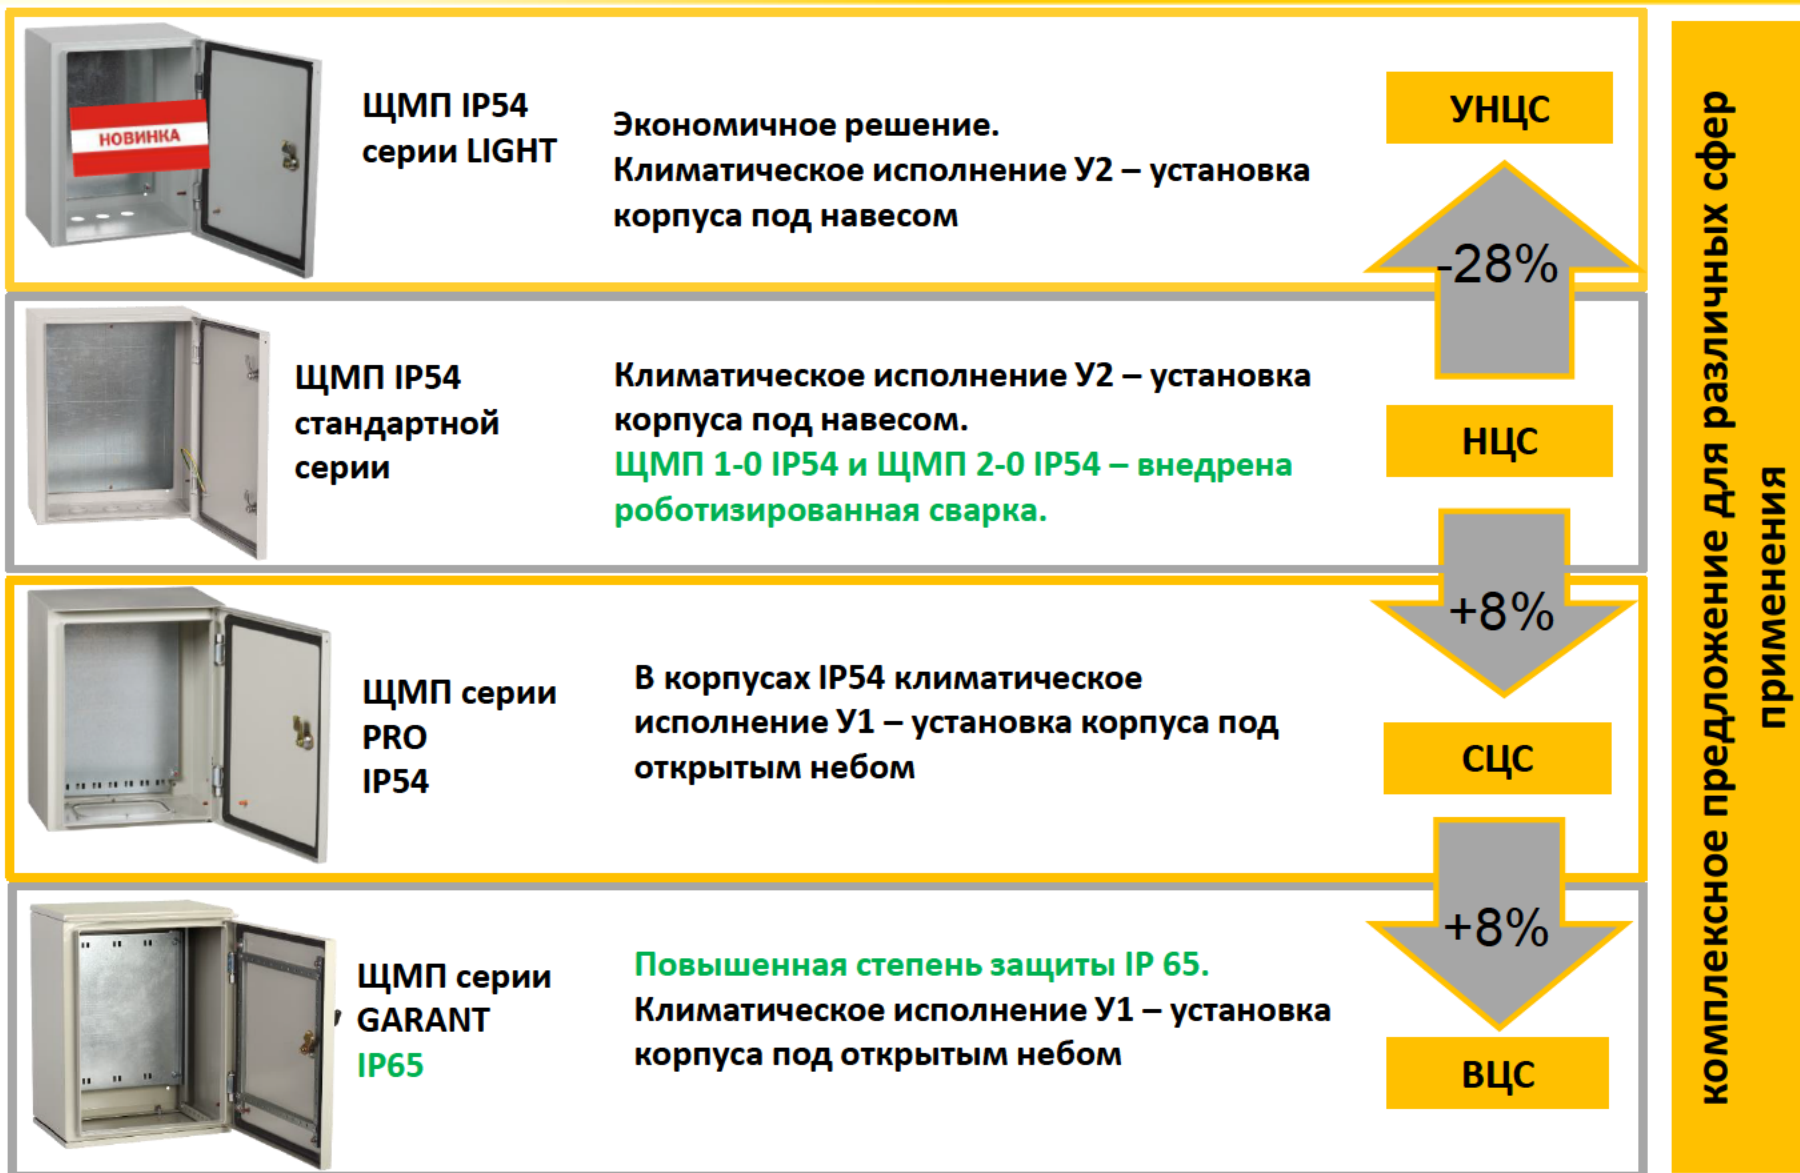 НОВИНКА
ЩМП IP54
серии LIGHT
Экономичное решение.
Климатическое исполнение У2 – установка
корпуса под навесом
УНЦС
-28%
ЩМП IP54
стандартной
серии
Климатическое исполнение У2 – установка
корпуса под навесом.
ЩМП 1-0 IP54 и ЩМП 2-0 IP54 – внедрена
роботизированная сварка.
НЦС
+8%
ЩМП серии
PRO
IP54
В корпусах IP54 климатическое
исполнение У1 – установка корпуса под
открытым небом
СЦС
+8%
ЩМП серии
GARANT
IP65
Повышенная степень защиты IP 65.
Климатическое исполнение У1 – установка
корпуса под открытым небом
ВЦС
комплексное предложение для различных сфер
применения